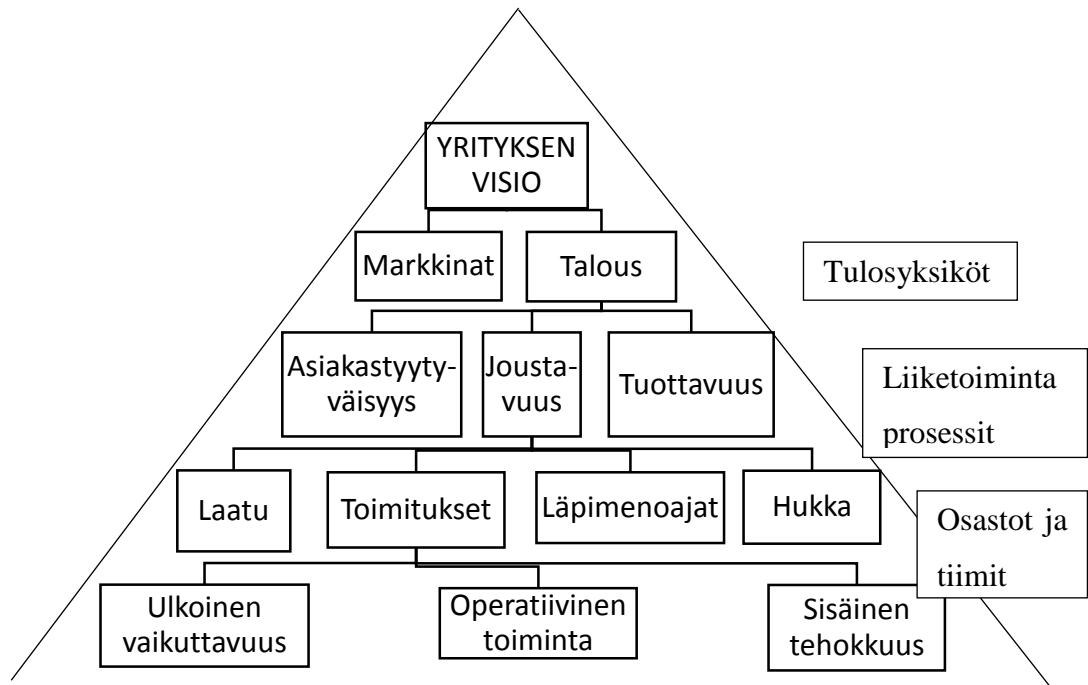 YRITYKSEN
VISIO
Markkinat
Talous
Tulosyksiköt
Asiakastyyty-
väisyys
Jousta-
vuus
Tuottavuus
Liiketoiminta
prosessit
Laatu
Toimitukset
Läpimenoajat
Hukka
Osastot ja
tiimit
Ulkoinen
vaikuttavuus
Operatiivinen
toiminta
Sisäinen
tehokkuus